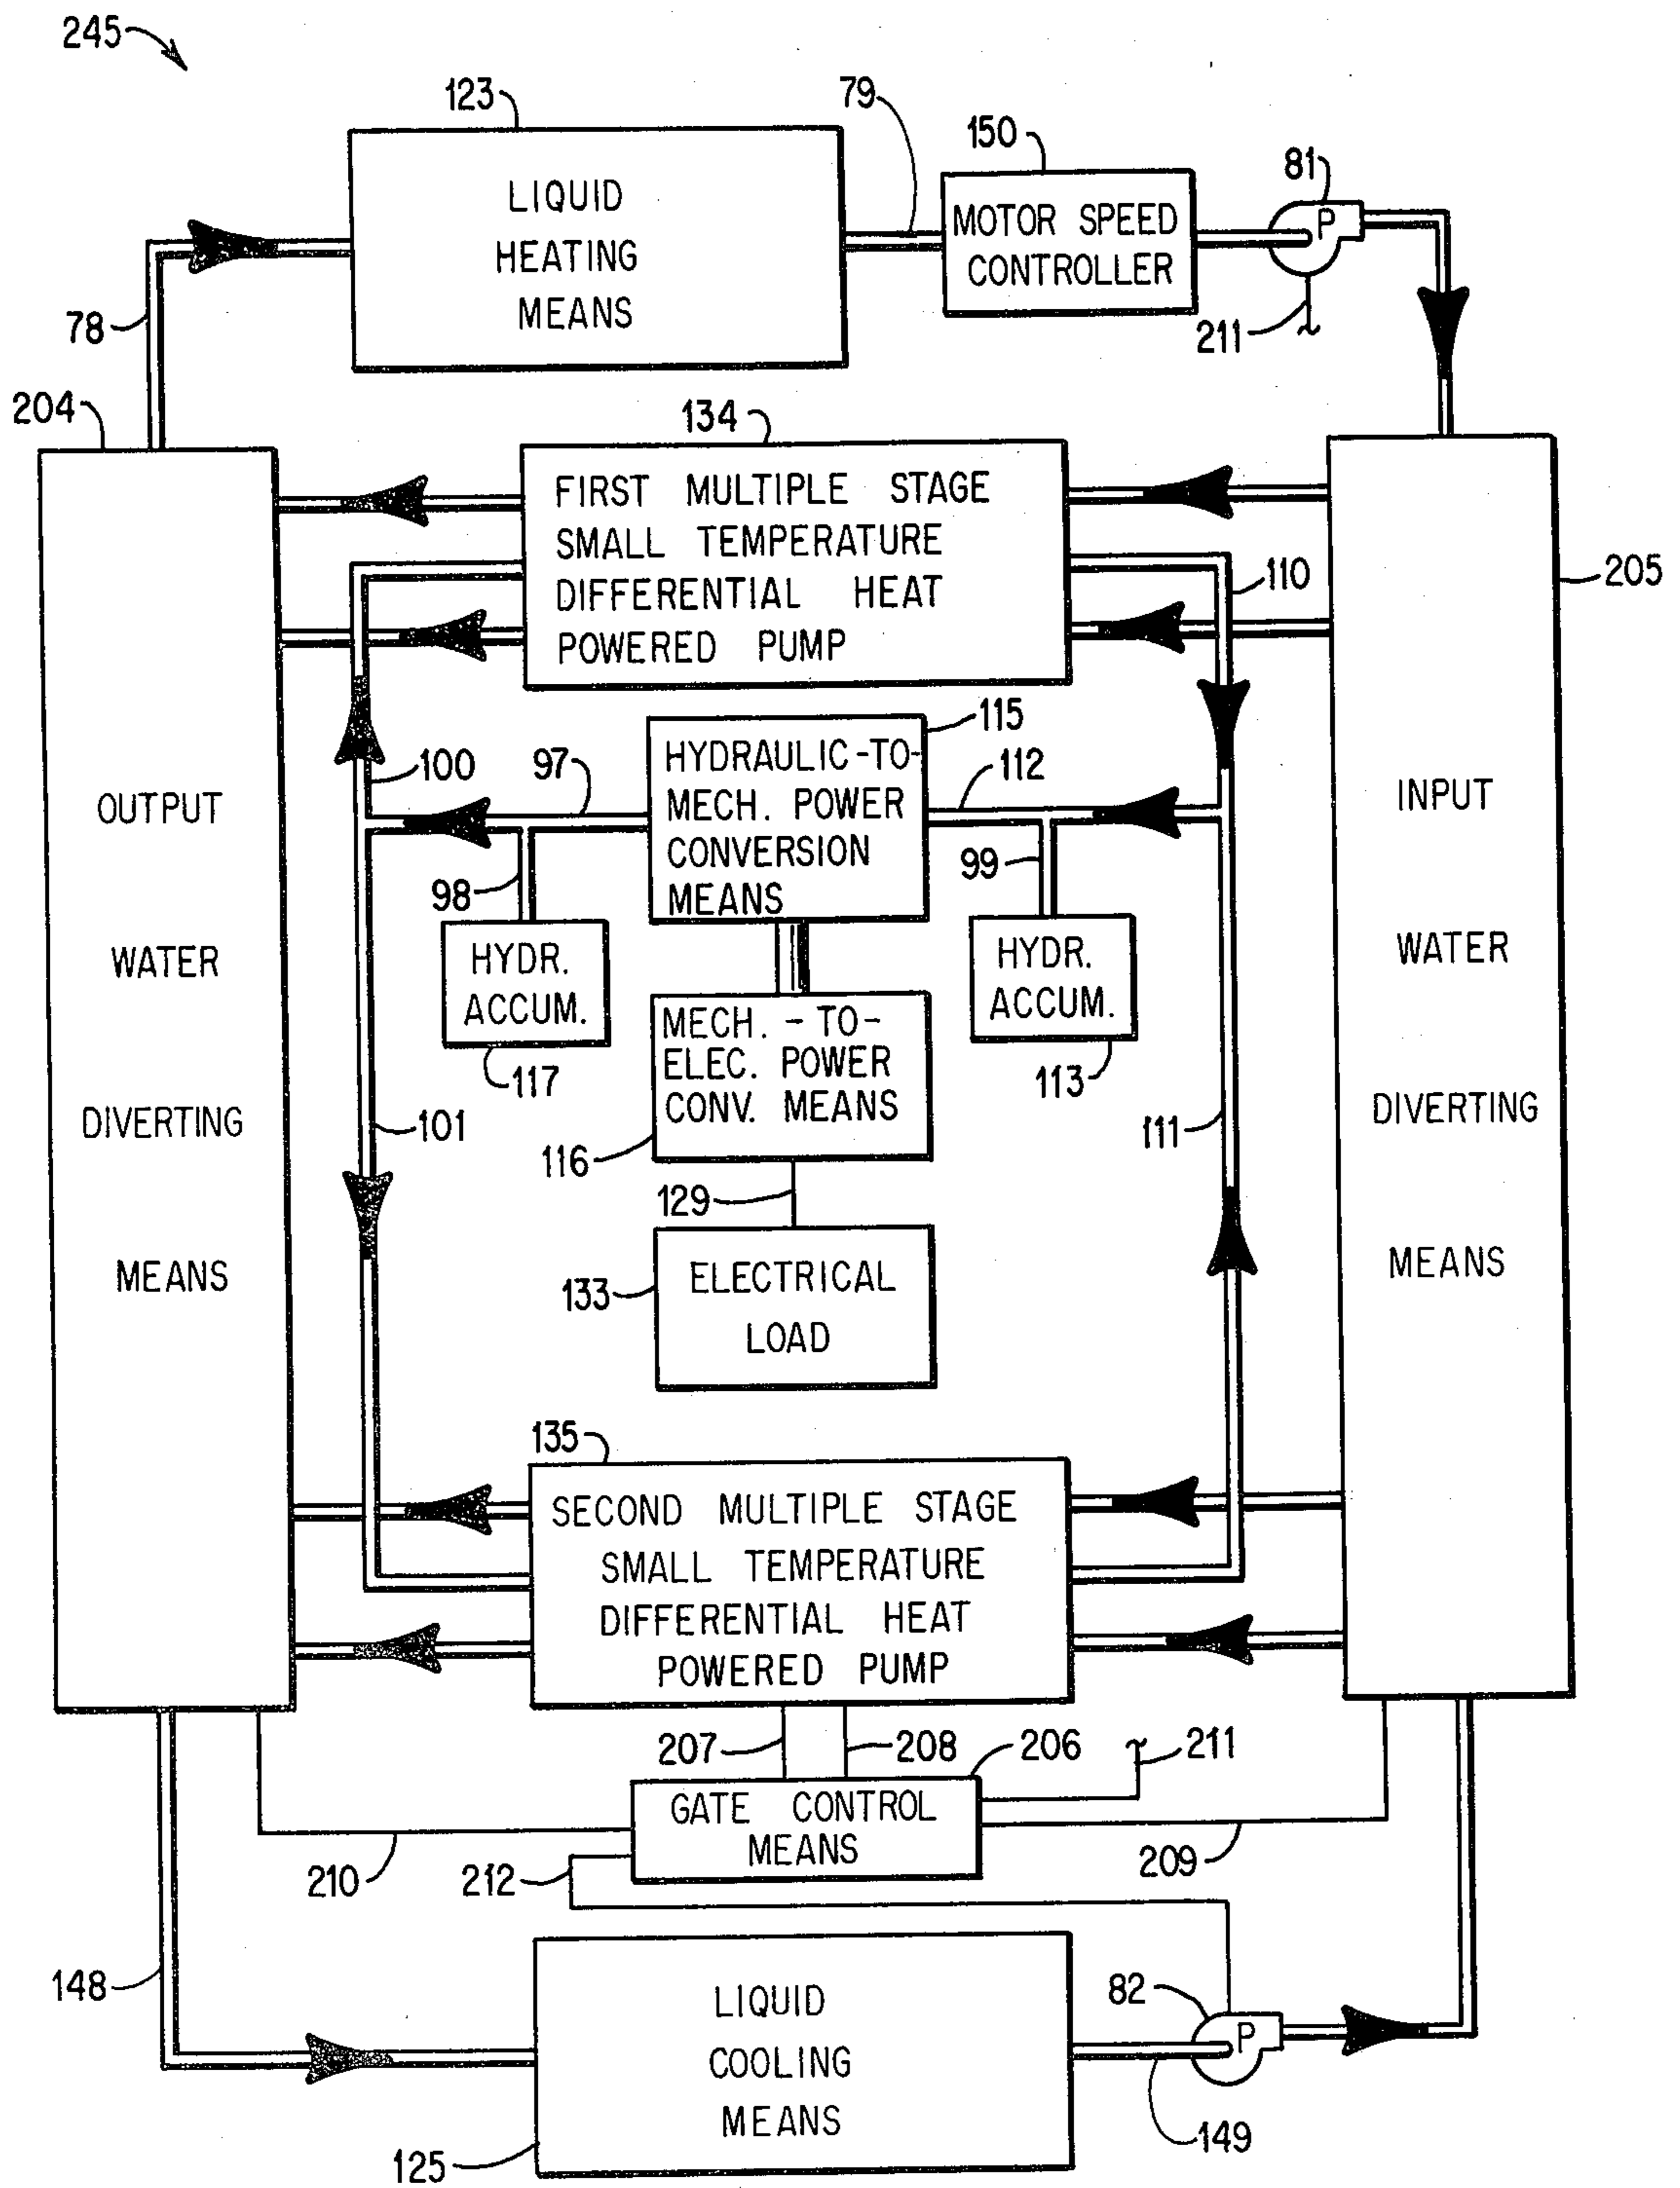 245
123
79
150
81
P
LIQUID
HEATING
MEANS
MOTOR SPEED
CONTROLLER
211
78
204
134
FIRST MULTIPLE STAGE
SMALL TEMPERATURE
DIFFERENTIAL HEAT
POWERED PUMP
110
205
115
100
97
112
HYDRAULIC-TO-
MECH. POWER
CONVERSION
MEANS
98
99
OUTPUT
WATER
DIVERTING
MEANS
INPUT
WATER
DIVERTING
MEANS
HYDR.
ACCUM.
117
HYDR.
ACCUM.
113
MECH. -TO-
ELEC. POWER
CONV. MEANS
101
116
111
129
133
ELECTRICAL
LOAD
135
SECOND MULTIPLE STAGE
SMALL TEMPERATURE
DIFFERENTIAL HEAT
POWERED PUMP
207
208
206
211
GATE CONTROL
MEANS
210
212
209
148
82
P
LIQUID
COOLING
MEANS
149
125